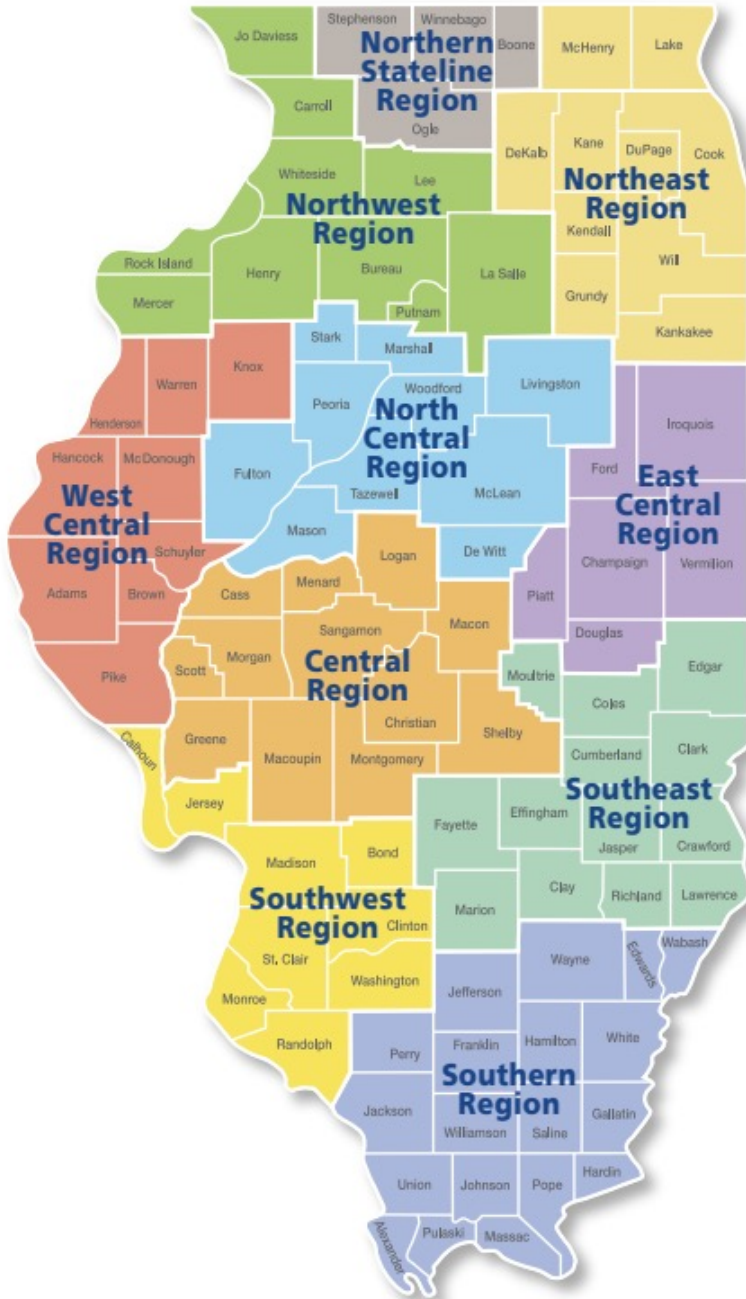 Jo Daviess
Stephenson
Winnebago
Boone
McHenry
Lake
Northern
Stateline
Region
Carroll
Ogle
DeKalb
Kane
DuPage
Cook
Northeast
Region
Whiteside
Lee
Northwest
Region
Kendall
Will
Rock Island
Henry
Bureau
La Salle
Grundy
Mercer
Putnam
Kankakee
Stark
Marshall
Knox
Warren
Henderson
Peoria
Woodford
Livingston
Iroquois
North
Central
Region
Hancock
McDonough
Fulton
Ford
East
Central
Region
West
Central
Region
Tazewell
McLean
Mason
Schuyler
Logan
De Witt
Champaign
Vermilion
Adams
Brown
Cass
Menard
Piatt
Sangamon
Macon
Douglas
Pike
Scott
Morgan
Central
Region
Moultrie
Edgar
Coles
Christian
Greene
Macoupin
Montgomery
Shelby
Cumberland
Clark
Calhoun
Jersey
Southeast
Region
Fayette
Effingham
Jasper
Crawford
Madison
Bond
Clay
Richland
Lawrence
Southwest
Region
Clinton
Marion
St. Clair
Washington
Wayne
Edwards
Wabash
Monroe
Jefferson
Randolph
Perry
Franklin
Hamilton
White
Southern
Region
Jackson
Williamson
Saline
Gallatin
Union
Johnson
Pope
Hardin
Alexander
Pulaski
Massac